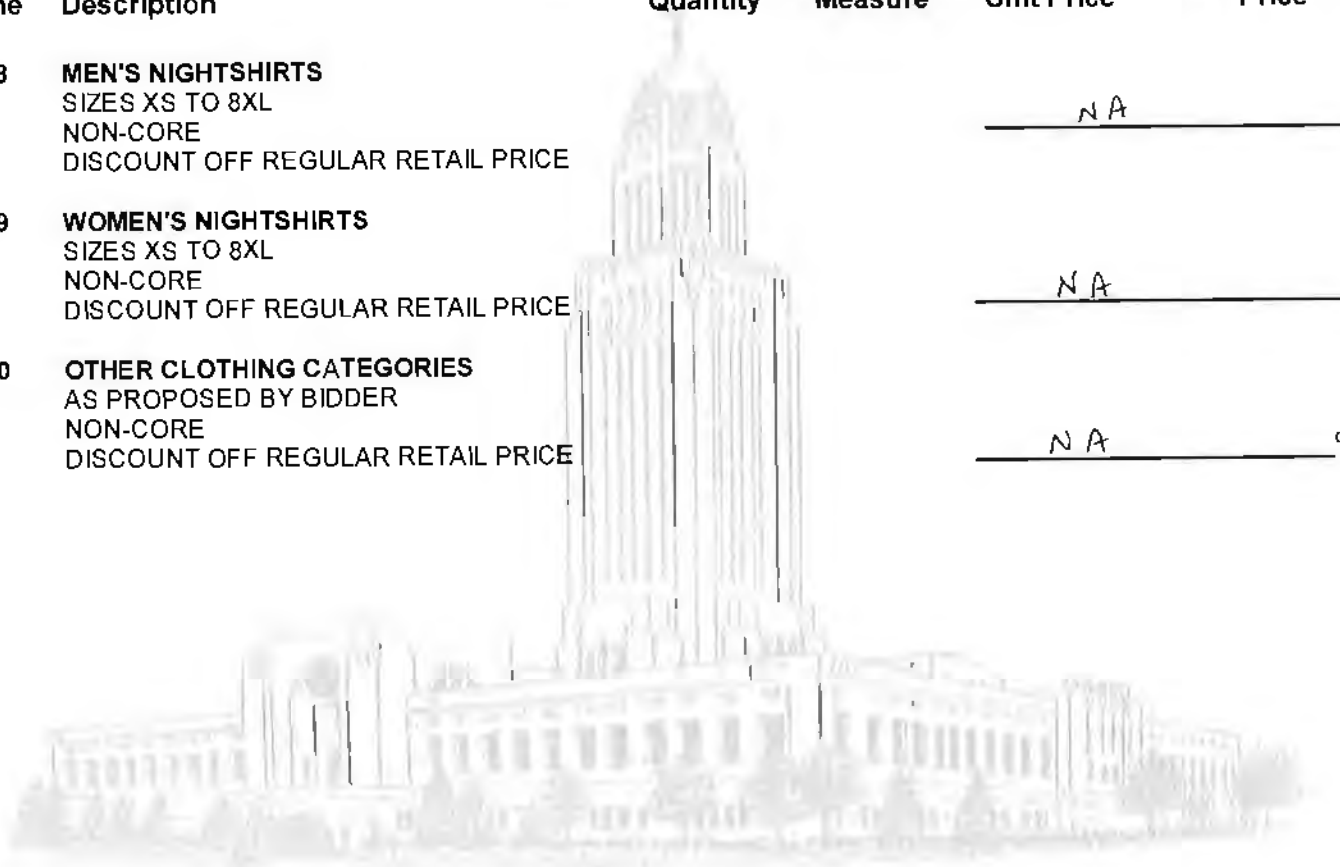 Description Quantity Measure Unit Price Price
MEN'S NIGHTSHIRTS
SIZES XS TO 8XL
NON-CORE
NA
DISCOUNT OFF REGULAR RETAIL PRICE
9 WOMEN'S NIGHTSHIRTS
SIZES XS TO 8XL
NON-CORE
NA
DISCOUNT OFF REGULAR RETAIL PRICE
0 OTHER CLOTHING CATEGORIES
AS PROPOSED BY BIDDER
NON-CORE
NA
DISCOUNT OFF REGULAR RETAIL PRICE